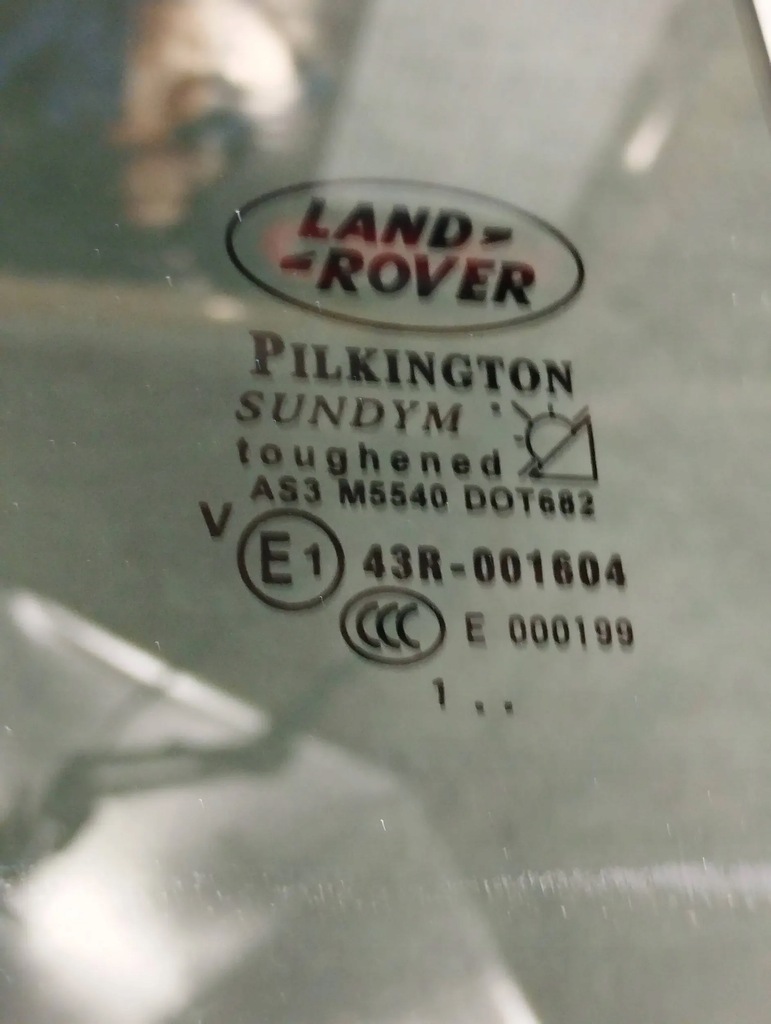 LAND-
-ROVER
PILKINGTON
SUNDYM
toughened
AS3 M5540 DOT682
V
E1 43R-001604
CCC E 000199
1 . .